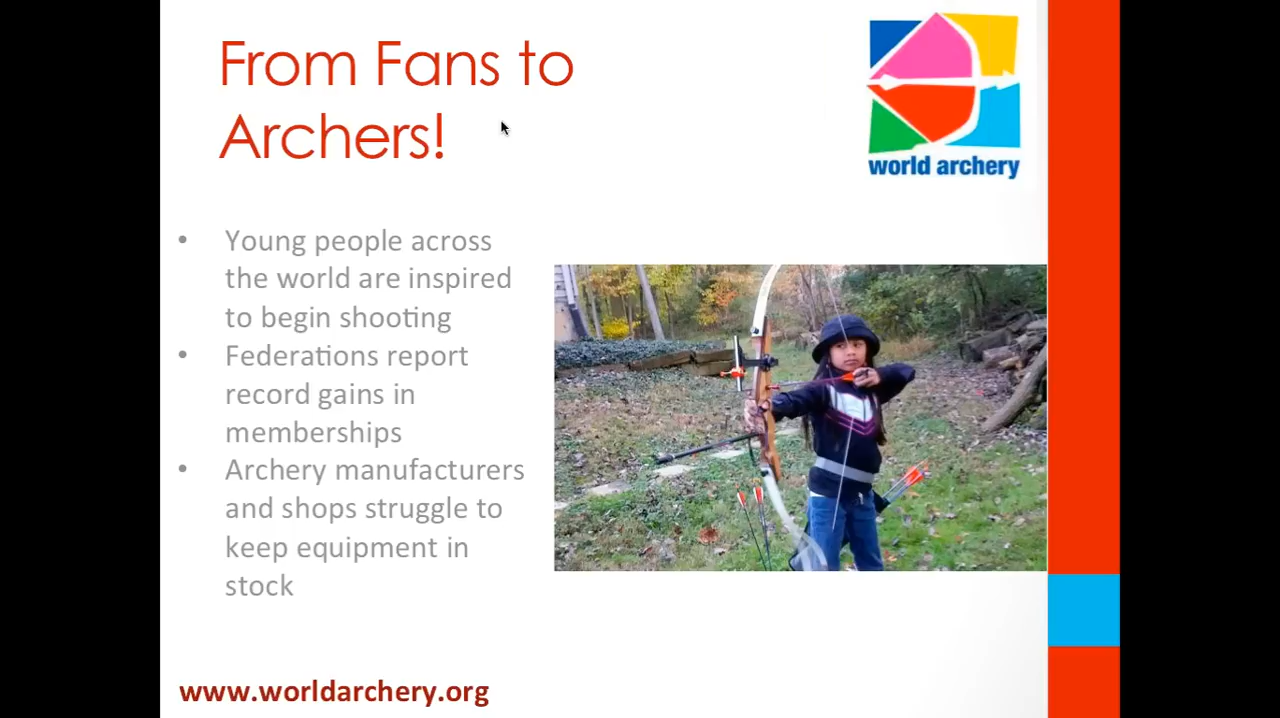 From Fans to
Archers!
world archery
• Young people across
the world are inspired
to begin shooting
• Federations report
record gains in
memberships
• Archery manufacturers
and shops struggle to
keep equipment in
stock
www.worldarchery.org